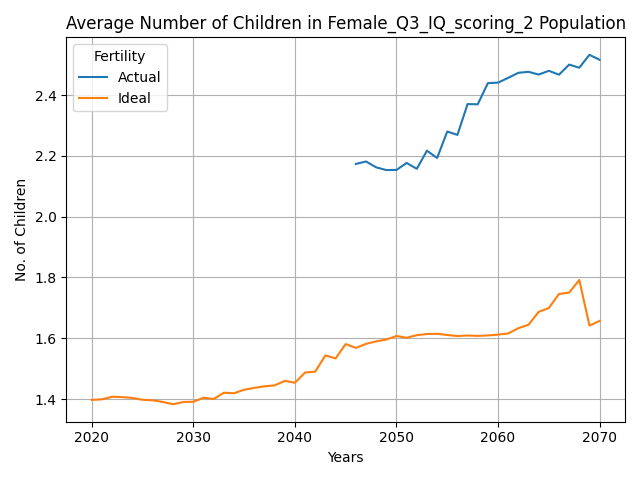 Average Number of Children in Female_Q3_IQ_scoring_2 Population
Fertility
Actual
Ideal
No. of Children
2.4
2.2
2.0
1.8
1.6
1.4
2020 2030 2040 2050 2060 2070
Years